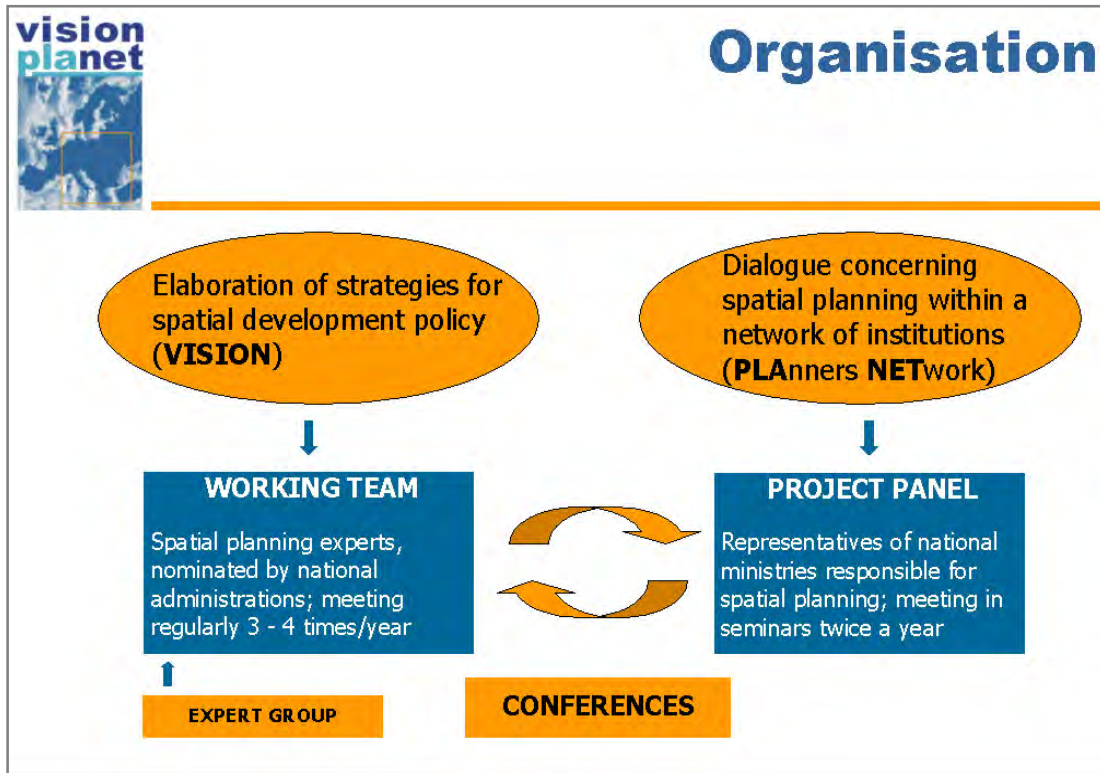 vision
planet
Organisation
Elaboration of strategies for
spatial development policy
(VISION)
Dialogue concerning
spatial planning within a
network of institutions
(PLAnners NETwork)
WORKING TEAM
Spatial planning experts,
nominated by national
administrations; meeting
regularly 3 - 4 times/year
PROJECT PANEL
Representatives of national
ministries responsible for
spatial planning; meeting in
seminars twice a year
EXPERT GROUP
CONFERENCES